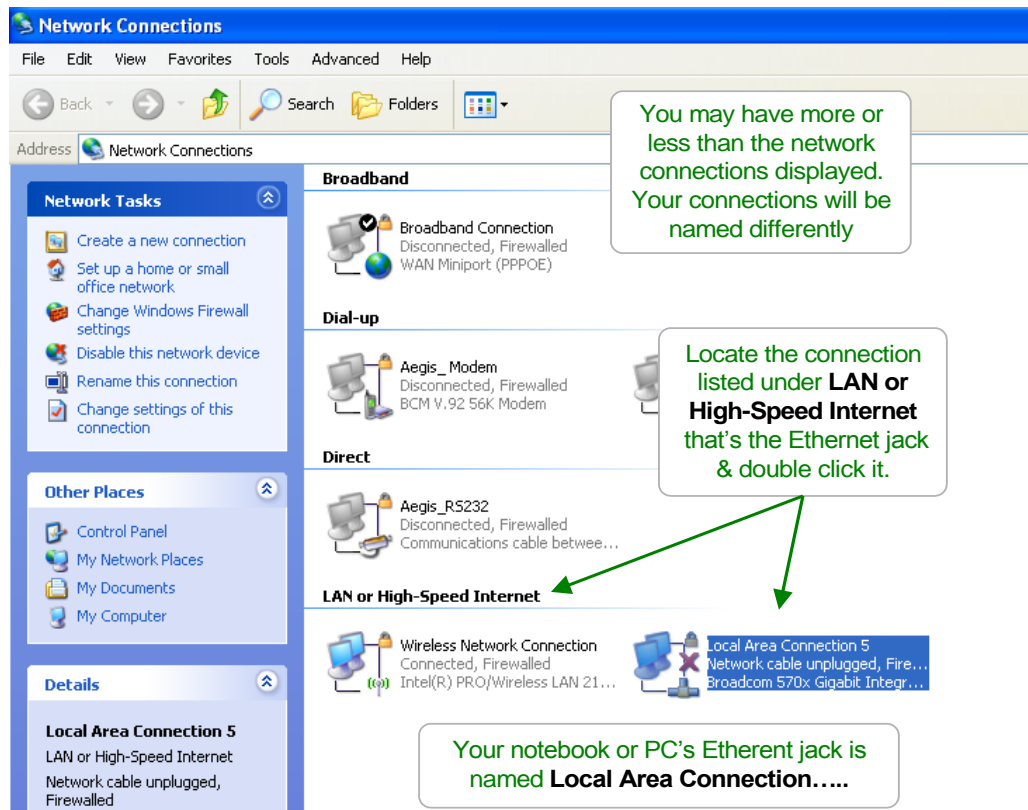 Network Connections
File Edit View Favorites Tools Advanced Help
Back Search Folders
Address Network Connections
You may have more or
less than the network
connections displayed.
Your connections will be
named differently
Network Tasks
Create a new connection
Set up a home or small
office network
Change Windows Firewall
settings
Disable this network device
Rename this connection
Change settings of this
connection
Other Places
Control Panel
My Network Places
My Documents
My Computer
Details
Local Area Connection 5
LAN or High-Speed Internet
Network cable unplugged,
Firewalled
Broadband
Broadband Connection
Disconnected, Firewalled
WAN Miniport (PPPOE)
Dial-up
Aegis_ Modem
Disconnected, Firewalled
BCM V.92 56K Modem
Locate the connection
listed under LAN or
High-Speed Internet
that's the Ethernet jack
& double click it.
Direct
Aegis_RS232
Disconnected, Firewalled
Communications cable betwee...
LAN or High-Speed Internet
Wireless Network Connection
Connected, Firewalled
Intel(R) PRO/Wireless LAN 21...
Local Area Connection 5
Network cable unplugged, Fire...
Broadcom 570x Gigabit Integr...
Your notebook or PC's Etherent jack is
named Local Area Connection…..